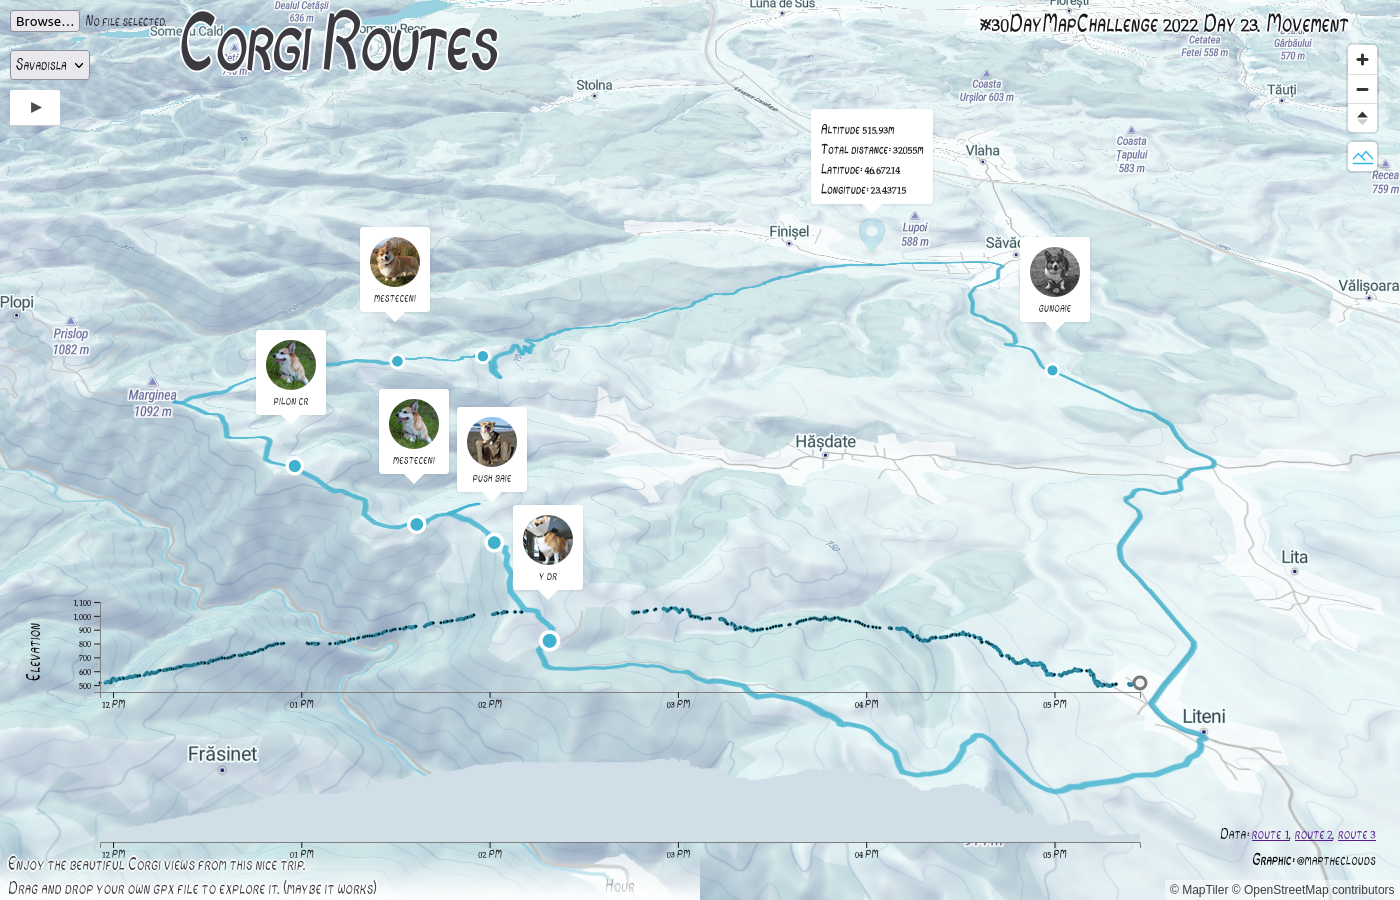 Browse... No file selected.
Corgi Routes
#30DayMapChallenge 2022 Day 23. Movement
Savadisla
Dealul Cetății
636 m
Luna de Sus
Florești
Cetatea
Fetei 558 m
Gârbăului
570 m
Stolna
Coasta
Urșilor 603 m
Tăuți
Altitude 515.93m
Total distance: 32055m
Latitude: 46.67214
Longitude: 23.43715
Vlaha
Coasta
Țapului
583 m
Recea
759 m
Finișel
Lupoi
588 m
Plopi
Prislop
1082 m
Mesteceni
Gunoaie
Vălișoara
Marginea
1092 m
Pilon CR
Mesteceni
Push Baie
Y DR
Hășdate
Lita
Elevation
1,100
1,000
900
800
700
600
500
12 PM 01 PM 02 PM 03 PM 04 PM 05 PM
Liteni
Frăsinet
12 PM 01 PM 02 PM 03 PM 04 PM 05 PM
Hour
Enjoy the beautiful Corgi views from this nice trip.
Drag and drop your own gpx file to explore it. (maybe it works)
Data: route 1, route 2, route 3
Graphic: @maptheclouds
© MapTiler © OpenStreetMap contributors